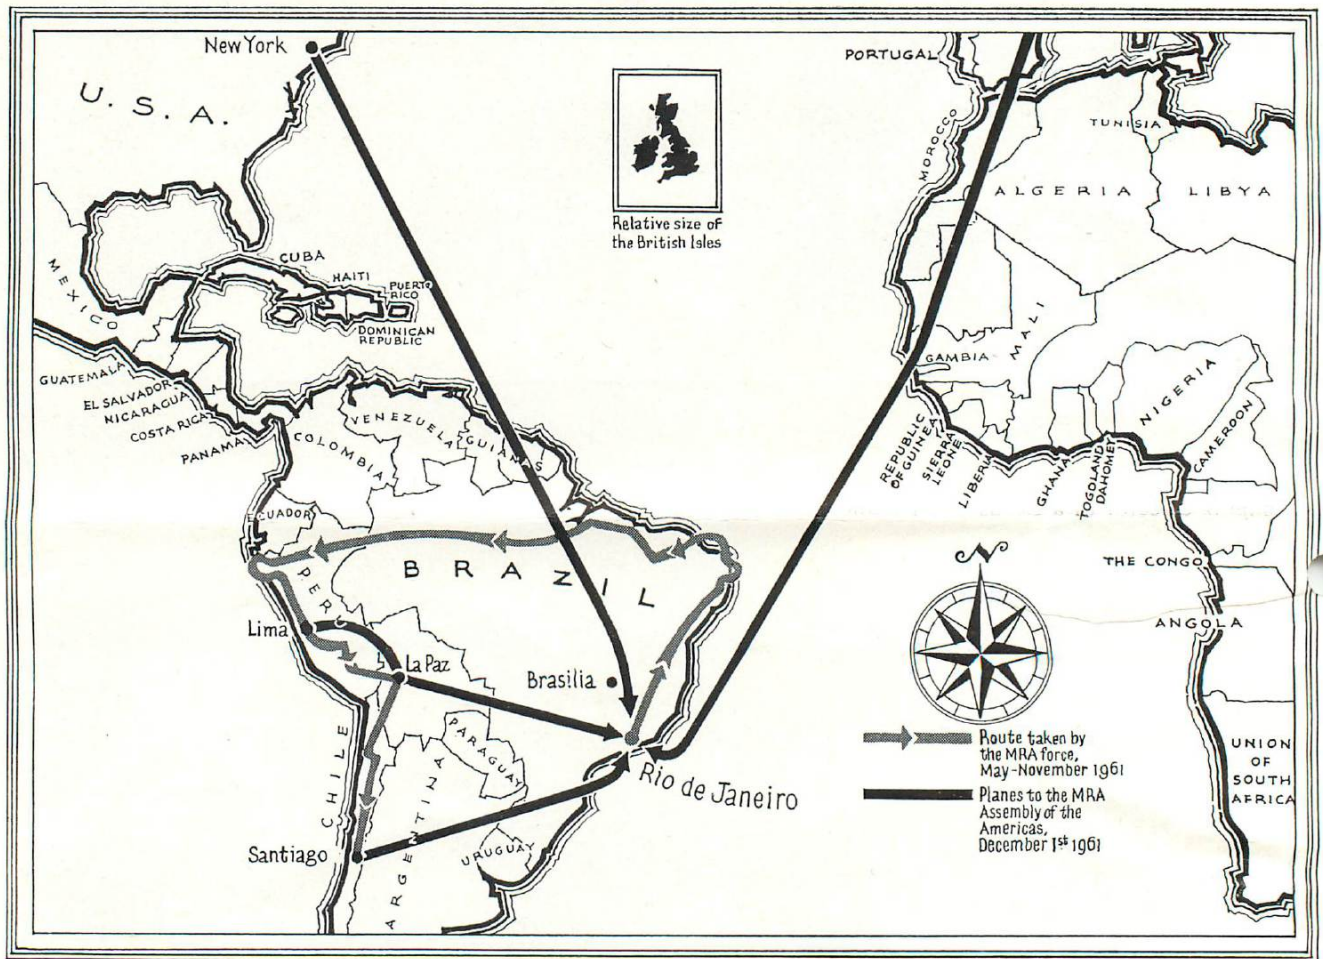 New York
U. S. A.
MEXICO
CUBA
HAITI
PUERTO
RICO
DOMINICAN
REPUBLIC
GUATEMALA
EL SALVADOR
NICARAGUA
COSTA RICA
PANAMA
COLOMBIA
VENEZUELA
GUIANAS
ECUADOR
PERU
BRAZIL
Lima
La Paz
Brasilia
CHILE
PARAGUAY
ARGENTINA
Rio de Janeiro
Santiago
URUGUAY
Relative size of
the British Isles
PORTUGAL
MOROCCO
TUNISIA
ALGERIA
LIBYA
MALI
GAMBIA
NIGERIA
CAMEROON
REPUBLIC
OF GUINEA
SIERRA
LEONE
LIBERIA
GHANA
TOGOLAND
DAHOMEY
N
THE CONGO
ANGOLA
UNION
OF
SOUTH
AFRICA
Route taken by
the MRA force,
May-November 1961
Planes to the MRA
Assembly of the
Americas,
December 1st 1961